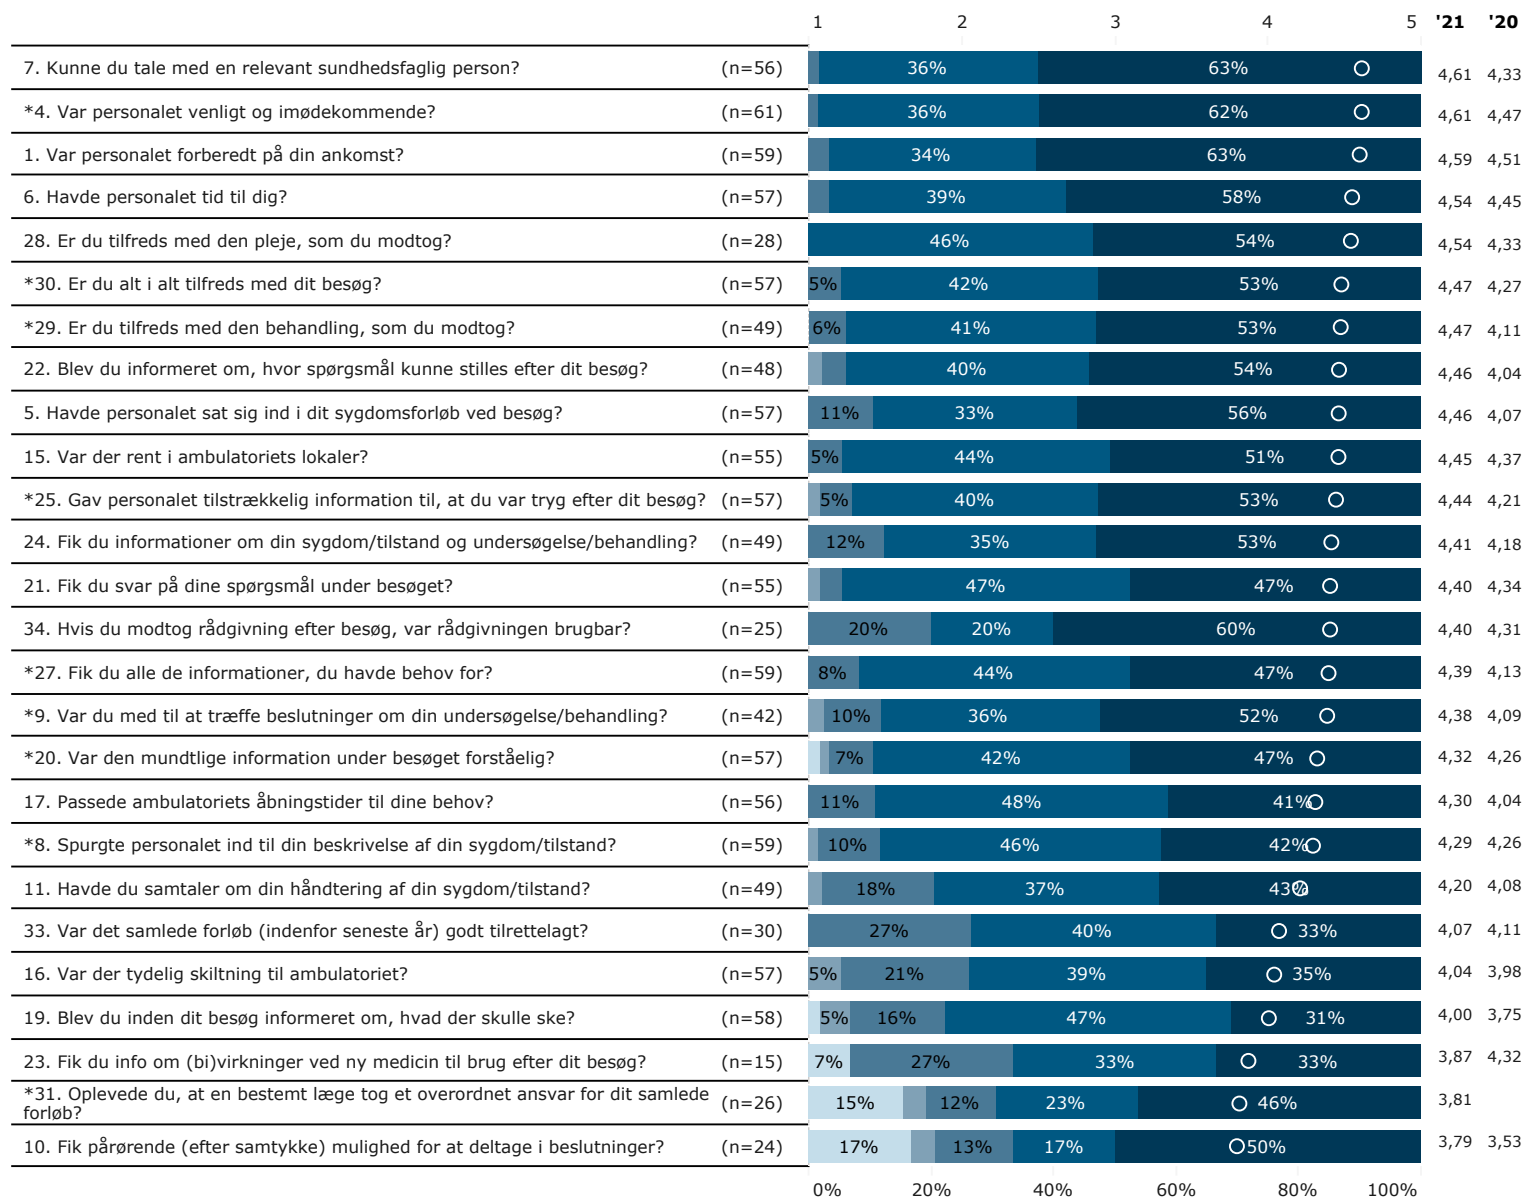 1 2 3 4 5 '21 '20
7. Kunne du tale med en relevant sundhedsfaglig person? (n=56) 36% 63% 4,61 4,33
*4. Var personalet venligt og imødekommende? (n=61) 36% 62% 4,61 4,47
1. Var personalet forberedt på din ankomst? (n=59) 34% 63% 4,59 4,51
6. Havde personalet tid til dig? (n=57) 39% 58% 4,54 4,45
28. Er du tilfreds med den pleje, som du modtog? (n=28) 46% 54% 4,54 4,33
*30. Er du alt i alt tilfreds med dit besøg? (n=57) 5% 42% 53% 4,47 4,27
*29. Er du tilfreds med den behandling, som du modtog? (n=49) 6% 41% 53% 4,47 4,11
22. Blev du informeret om, hvor spørgsmål kunne stilles efter dit besøg? (n=48) 40% 54% 4,46 4,04
5. Havde personalet sat sig ind i dit sygdomsforløb ved besøg? (n=57) 11% 33% 56% 4,46 4,07
15. Var der rent i ambulatoriets lokaler? (n=55) 5% 44% 51% 4,45 4,37
*25. Gav personalet tilstrækkelig information til, at du var tryg efter dit besøg? (n=57) 5% 40% 53% 4,44 4,21
24. Fik du informationer om din sygdom/tilstand og undersøgelse/behandling? (n=49) 12% 35% 53% 4,41 4,18
21. Fik du svar på dine spørgsmål under besøget? (n=55) 47% 47% 4,40 4,34
34. Hvis du modtog rådgivning efter besøg, var rådgivningen brugbar? (n=25) 20% 20% 60% 4,40 4,31
*27. Fik du alle de informationer, du havde behov for? (n=59) 8% 44% 47% 4,39 4,13
*9. Var du med til at træffe beslutninger om din undersøgelse/behandling? (n=42) 10% 36% 52% 4,38 4,09
*20. Var den mundtlige information under besøget forståelig? (n=57) 7% 42% 47% 4,32 4,26
17. Passede ambulatoriets åbningstider til dine behov? (n=56) 11% 48% 41% 4,30 4,04
*8. Spurgte personalet ind til din beskrivelse af din sygdom/tilstand? (n=59) 10% 46% 42% 4,29 4,26
11. Havde du samtaler om din håndtering af din sygdom/tilstand? (n=49) 18% 37% 43% 4,20 4,08
33. Var det samlede forløb (indenfor seneste år) godt tilrettelagt? (n=30) 27% 40% 33% 4,07 4,11
16. Var der tydelig skiltning til ambulatoriet? (n=57) 5% 21% 39% 35% 4,04 3,98
19. Blev du inden dit besøg informeret om, hvad der skulle ske? (n=58) 5% 16% 47% 31% 4,00 3,75
23. Fik du info om (bi)virkninger ved ny medicin til brug efter dit besøg? (n=15) 7% 27% 33% 33% 3,87 4,32
*31. Oplevede du, at en bestemt læge tog et overordnet ansvar for dit samlede
forløb? (n=26) 15% 12% 23% 46% 3,81
10. Fik pårørende (efter samtykke) mulighed for at deltage i beslutninger? (n=24) 17% 13% 17% 50% 3,79 3,53
0% 20% 40% 60% 80% 100%